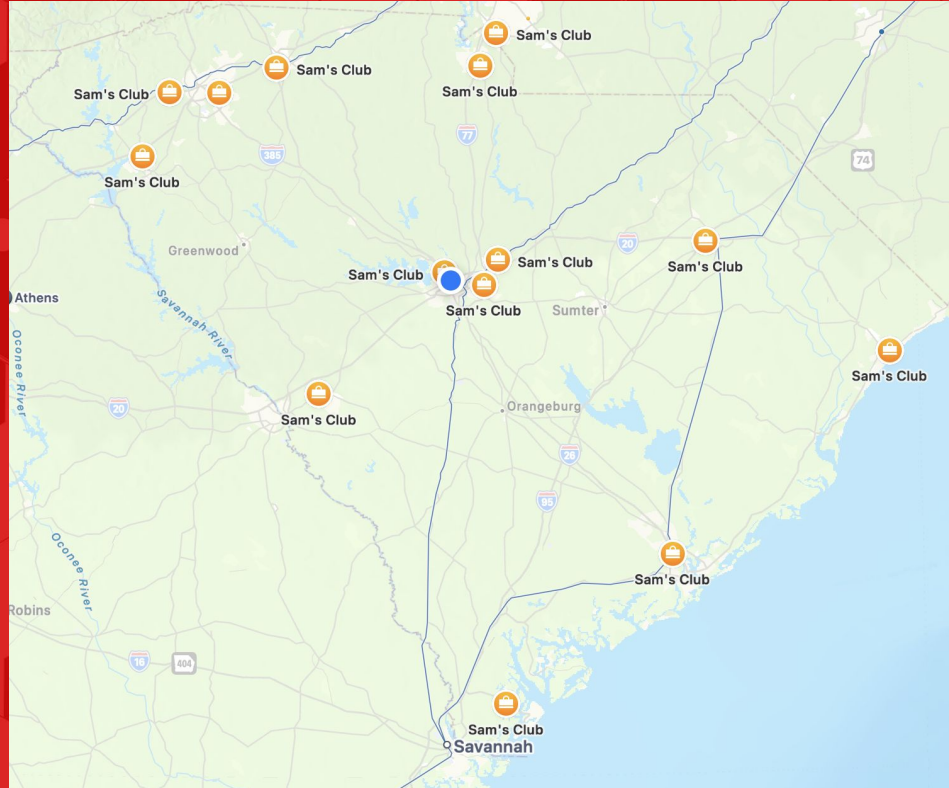 Sam's Club
Sam's Club
Sam's Club
Sam's Club
77
385
74
Sam's Club
Greenwood
20
Sam's Club
Sam's Club
Sam's Club
Athens
Savannah River
Sam's Club
Sumter
Oconee River
Sam's Club
20
Orangeburg
Sam's Club
26
95
Oconee River
Sam's Club
Robins
16
404
Sam's Club
Savannah